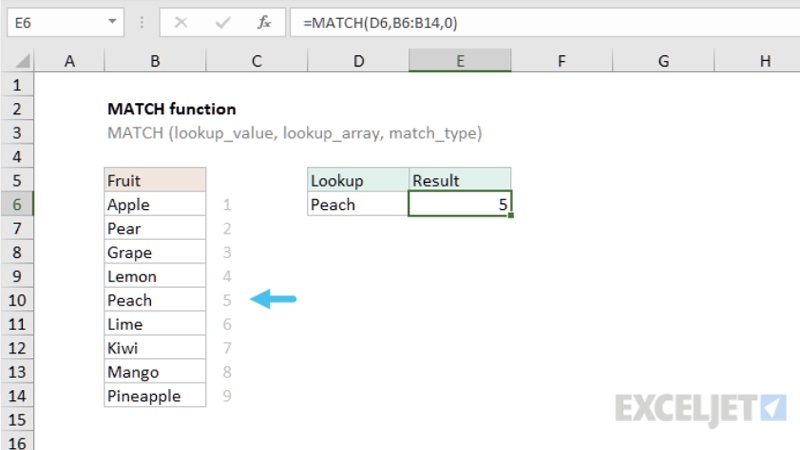 E6 fx =MATCH(D6,B6:B14,0)
A B C D E F G H
1
2 MATCH function
3 MATCH (lookup_value, lookup_array, match_type)
4
5 Fruit Lookup Result
6 Apple 1 Peach 5
7 Pear 2
8 Grape 3
9 Lemon 4
10 Peach 5
11 Lime 6
12 Kiwi 7
13 Mango 8
14 Pineapple 9
15
16
EXCELJET